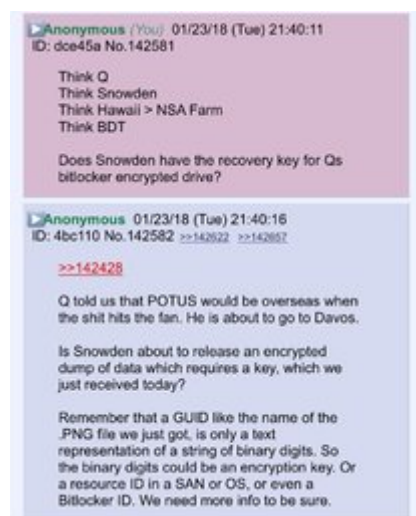 Anonymous (You) 01/23/18 (Tue) 21:40:11
ID: dce45a No.142581
Think Q
Think Snowden
Think Hawaii > NSA Farm
Think BDT
Does Snowden have the recovery key for Qs
bitlocker encrypted drive?
Anonymous 01/23/18 (Tue) 21:40:16
ID: 4bc110 No.142582 >>142622 >>142657
>>142428
Q told us that POTUS would be overseas when
the shit hits the fan. He is about to go to Davos.
Is Snowden about to release an encrypted
dump of data which requires a key, which we
just received today?
Remember that a GUID like the name of the
.PNG file we just got, is only a text
representation of a string of binary digits. So
the binary digits could be an encryption key. Or
a resource ID in a SAN or OS, or even a
Bitlocker ID. We need more info to be sure.